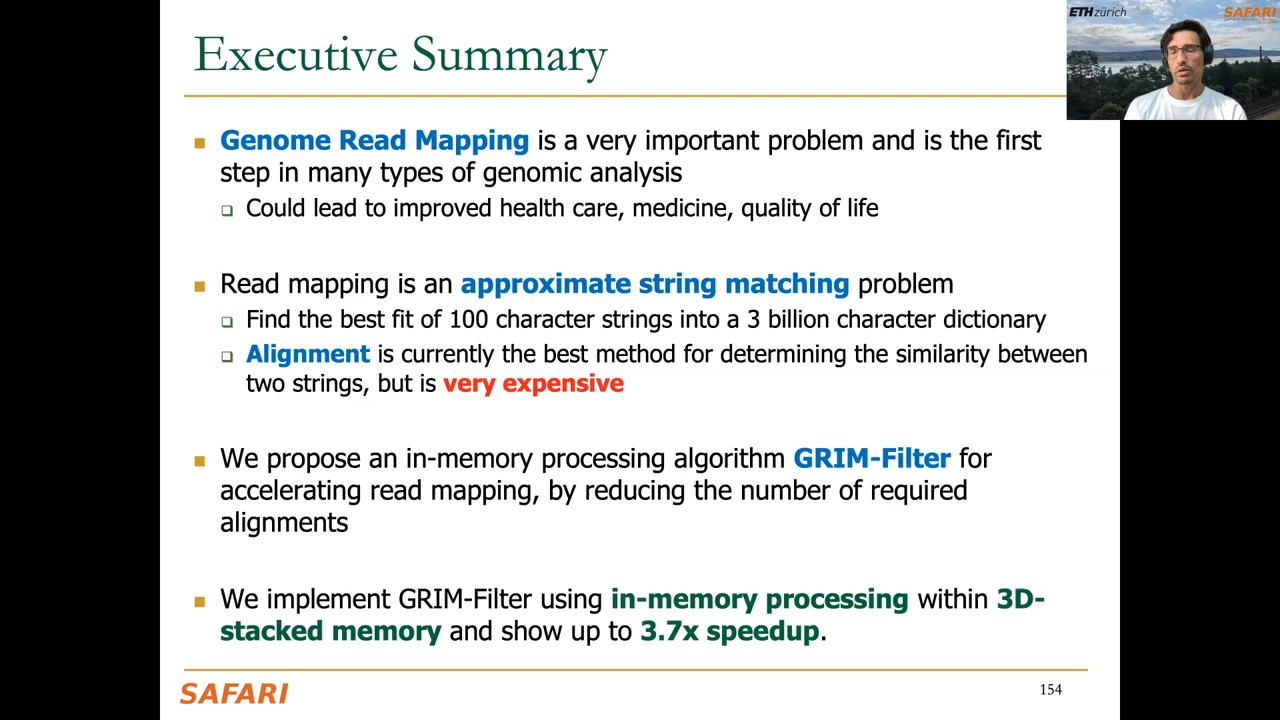 Executive Summary
ETH zürich
SAFARI
Genome Read Mapping is a very important problem and is the first
step in many types of genomic analysis
Could lead to improved health care, medicine, quality of life
Read mapping is an approximate string matching problem
Find the best fit of 100 character strings into a 3 billion character dictionary
Alignment is currently the best method for determining the similarity between
two strings, but is very expensive
We propose an in-memory processing algorithm GRIM-Filter for
accelerating read mapping, by reducing the number of required
alignments
We implement GRIM-Filter using in-memory processing within 3D-
stacked memory and show up to 3.7x speedup.
SAFARI
154